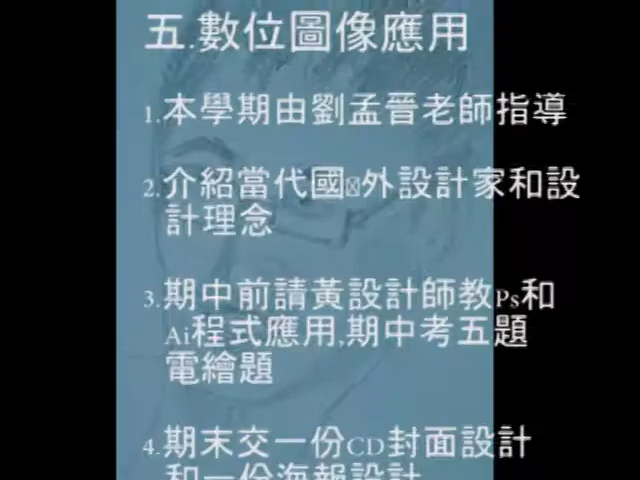 五.數位圖像應用
1.本學期由劉孟晉老師指導
2.介紹當代國外設計家和設
計理念
3.期中前請黃設計師教Ps和
Ai程式應用,期中考五題
電繪題
4.期末交一份CD封面設計
和一份海報設計